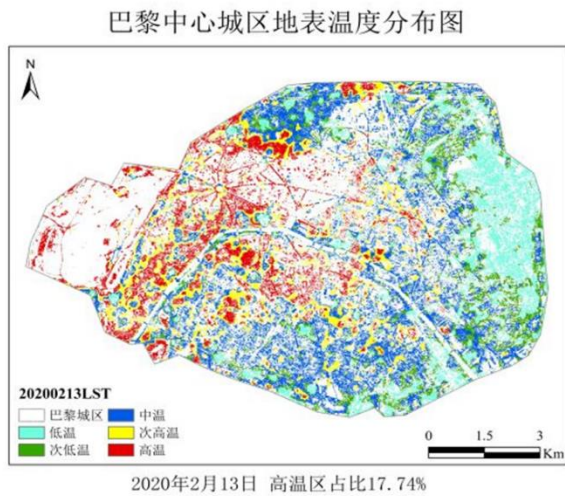 巴黎中心城区地表温度分布图
N
20200213LST
巴黎城区 中温
低温 次高温
次低温 高温
0 1.5 3
Km
2020年2月13日 高温区占比17.74%